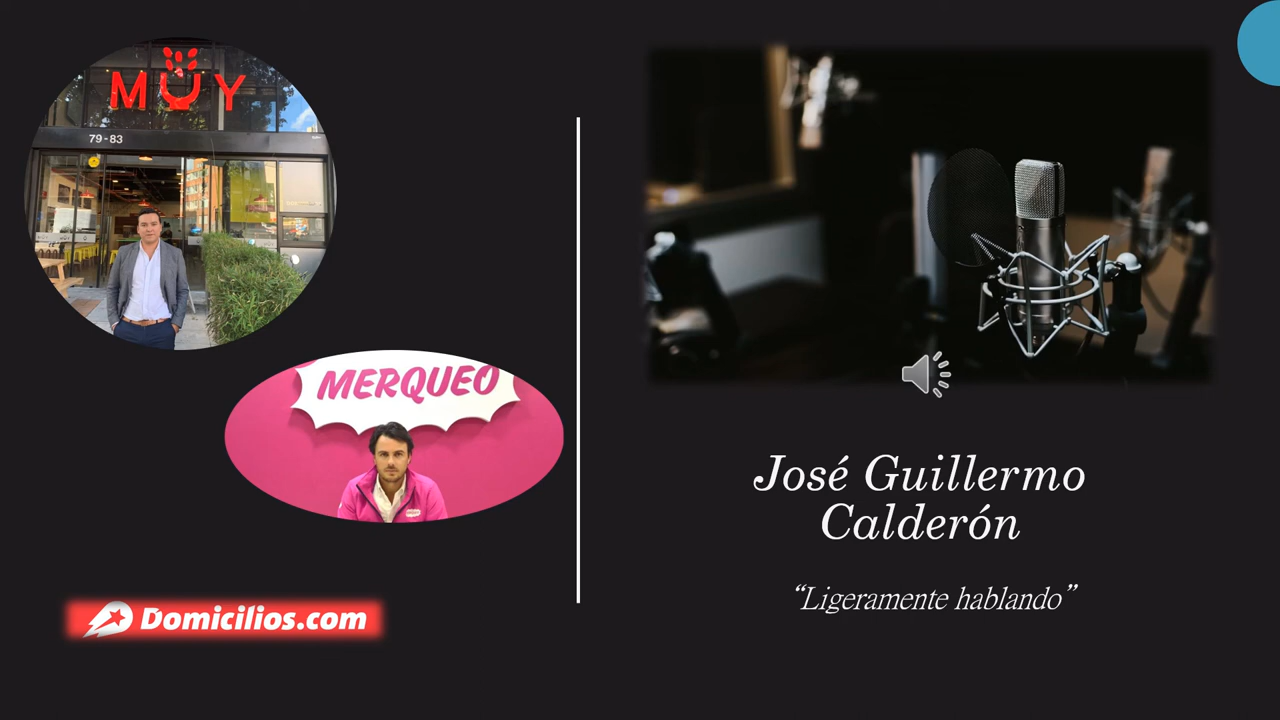 MUY
79-83
MERQUEO
Domicilios.com
José Guillermo
Calderón
“Ligeramente hablando”